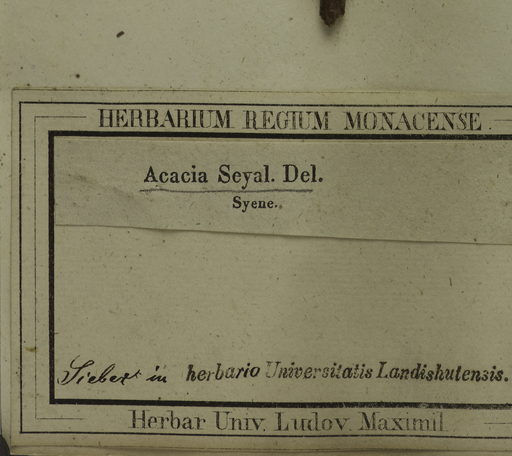 HERBARIUM REGIUM MONACENSE.
Acacia Seyal. Del.
Syene.
Sieber in herbario Universitatis Landishutensis.
Herbar Univ. Ludov. Maximil